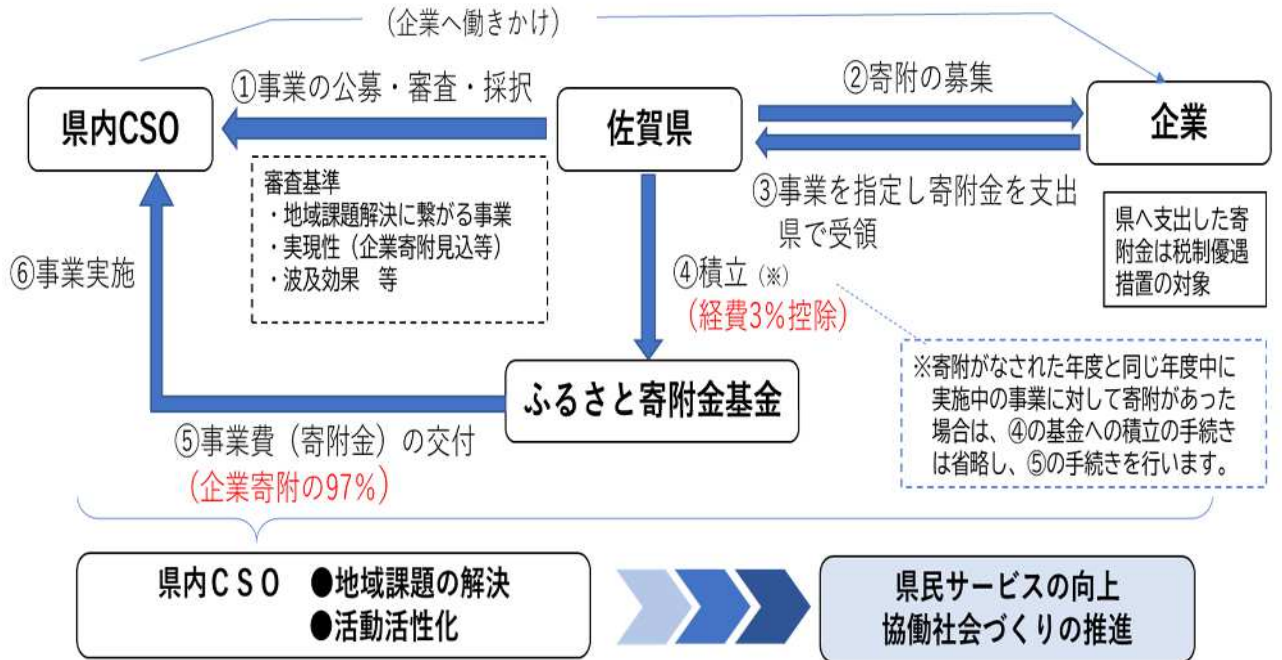 (企業へ働きかけ)
①事業の公募・審査・採択
②寄附の募集
県内CSO
佐賀県
企業
審査基準
・地域課題解決に繋がる事業
・実現性（企業寄附見込等）
・波及効果　等
③事業を指定し寄附金を支出
県で受領
県へ支出した寄
附金は税制優遇
措置の対象
⑥事業実施
④積立（※）
(経費3%控除)
ふるさと寄附金基金
※寄附がなされた年度と同じ年度中に
実施中の事業に対して寄附があった
場合は、④の基金への積立の手続き
は省略し、⑤の手続きを行います。
⑤事業費（寄附金）の交付
(企業寄附の97%)
県内ＣＳＯ　●地域課題の解決
●活動活性化
県民サービスの向上
協働社会づくりの推進